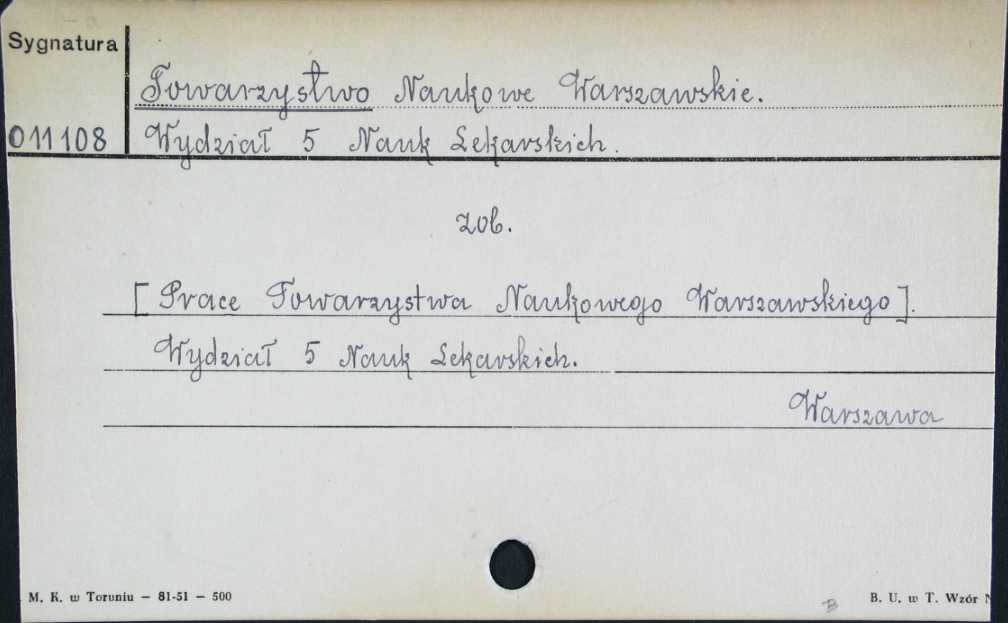 Sygnatura
Towarzystwo Naukowe Warszawskie.
011108 Wydział 5 Nauk Lekarskich.
zob.
[Prace Towarzystwa Naukowego Warszawskiego].
Wydział 5 Nauk Lekarskich.
Warszawa
M. K. w Toruniu — 81-51 — 500
B
B. U. w T. Wzór